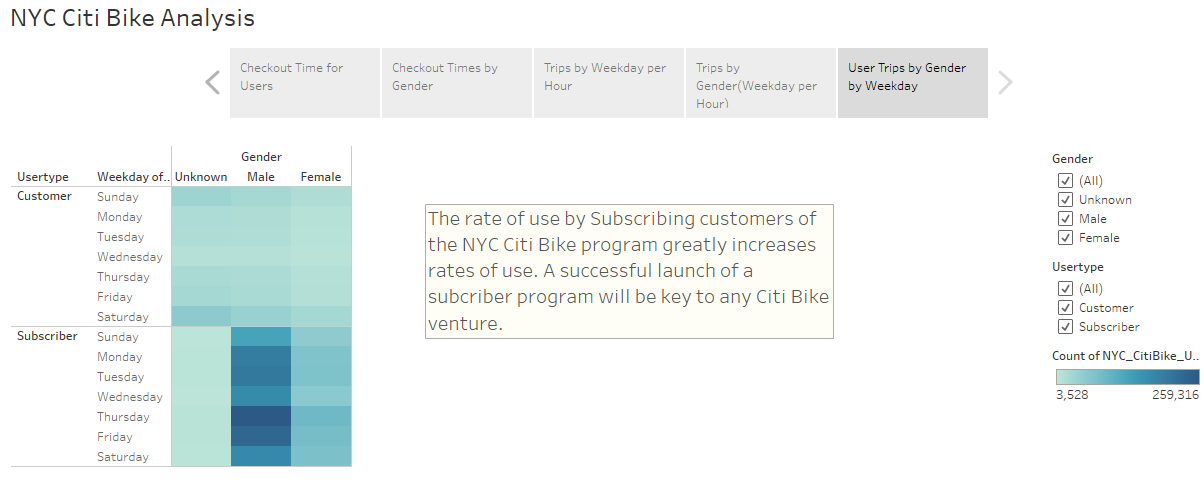 NYC Citi Bike Analysis
Checkout Time for
Users
Checkout Times by
Gender
Trips by Weekday per
Hour
Trips by
Gender(Weekday per
Hour)
User Trips by Gender
by Weekday
Gender
Usertype Weekday of.. Unknown Male Female
Customer Sunday
Monday
Tuesday
Wednesday
Thursday
Friday
Saturday
Subscriber Sunday
Monday
Tuesday
Wednesday
Thursday
Friday
Saturday
The rate of use by Subscribing customers of
the NYC Citi Bike program greatly increases
rates of use. A successful launch of a
subcriber program will be key to any Citi Bike
venture.
Gender
(All)
Unknown
Male
Female
Usertype
(All)
Customer
Subscriber
Count of NYC_CitiBike_U..
3,528 259,316